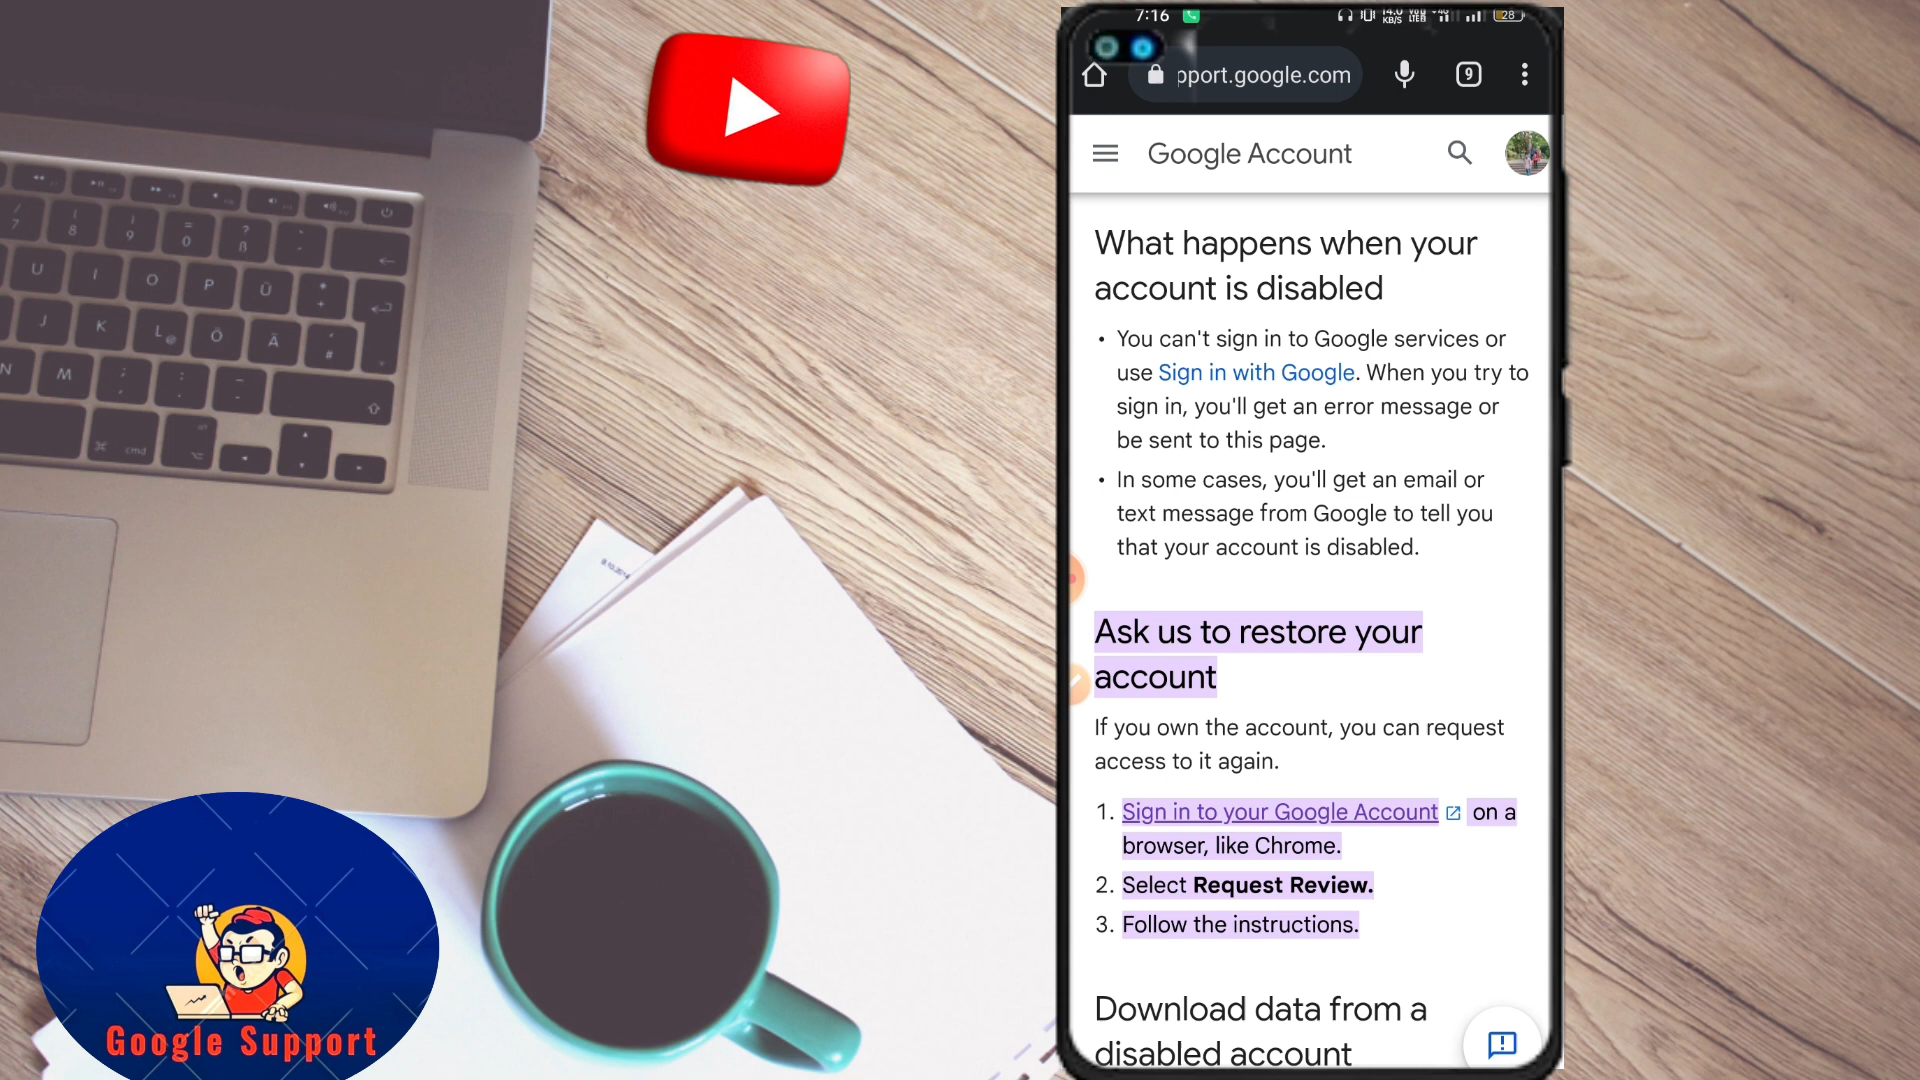 7:16
28
pport.google.com
9
Google Account
What happens when your
account is disabled
• You can't sign in to Google services or
use Sign in with Google. When you try to
sign in, you'll get an error message or
be sent to this page.
• In some cases, you'll get an email or
text message from Google to tell you
that your account is disabled.
Ask us to restore your
account
If you own the account, you can request
access to it again.
1. Sign in to your Google Account on a
browser, like Chrome.
2. Select Request Review.
3. Follow the instructions.
Download data from a
disabled account
Google Support